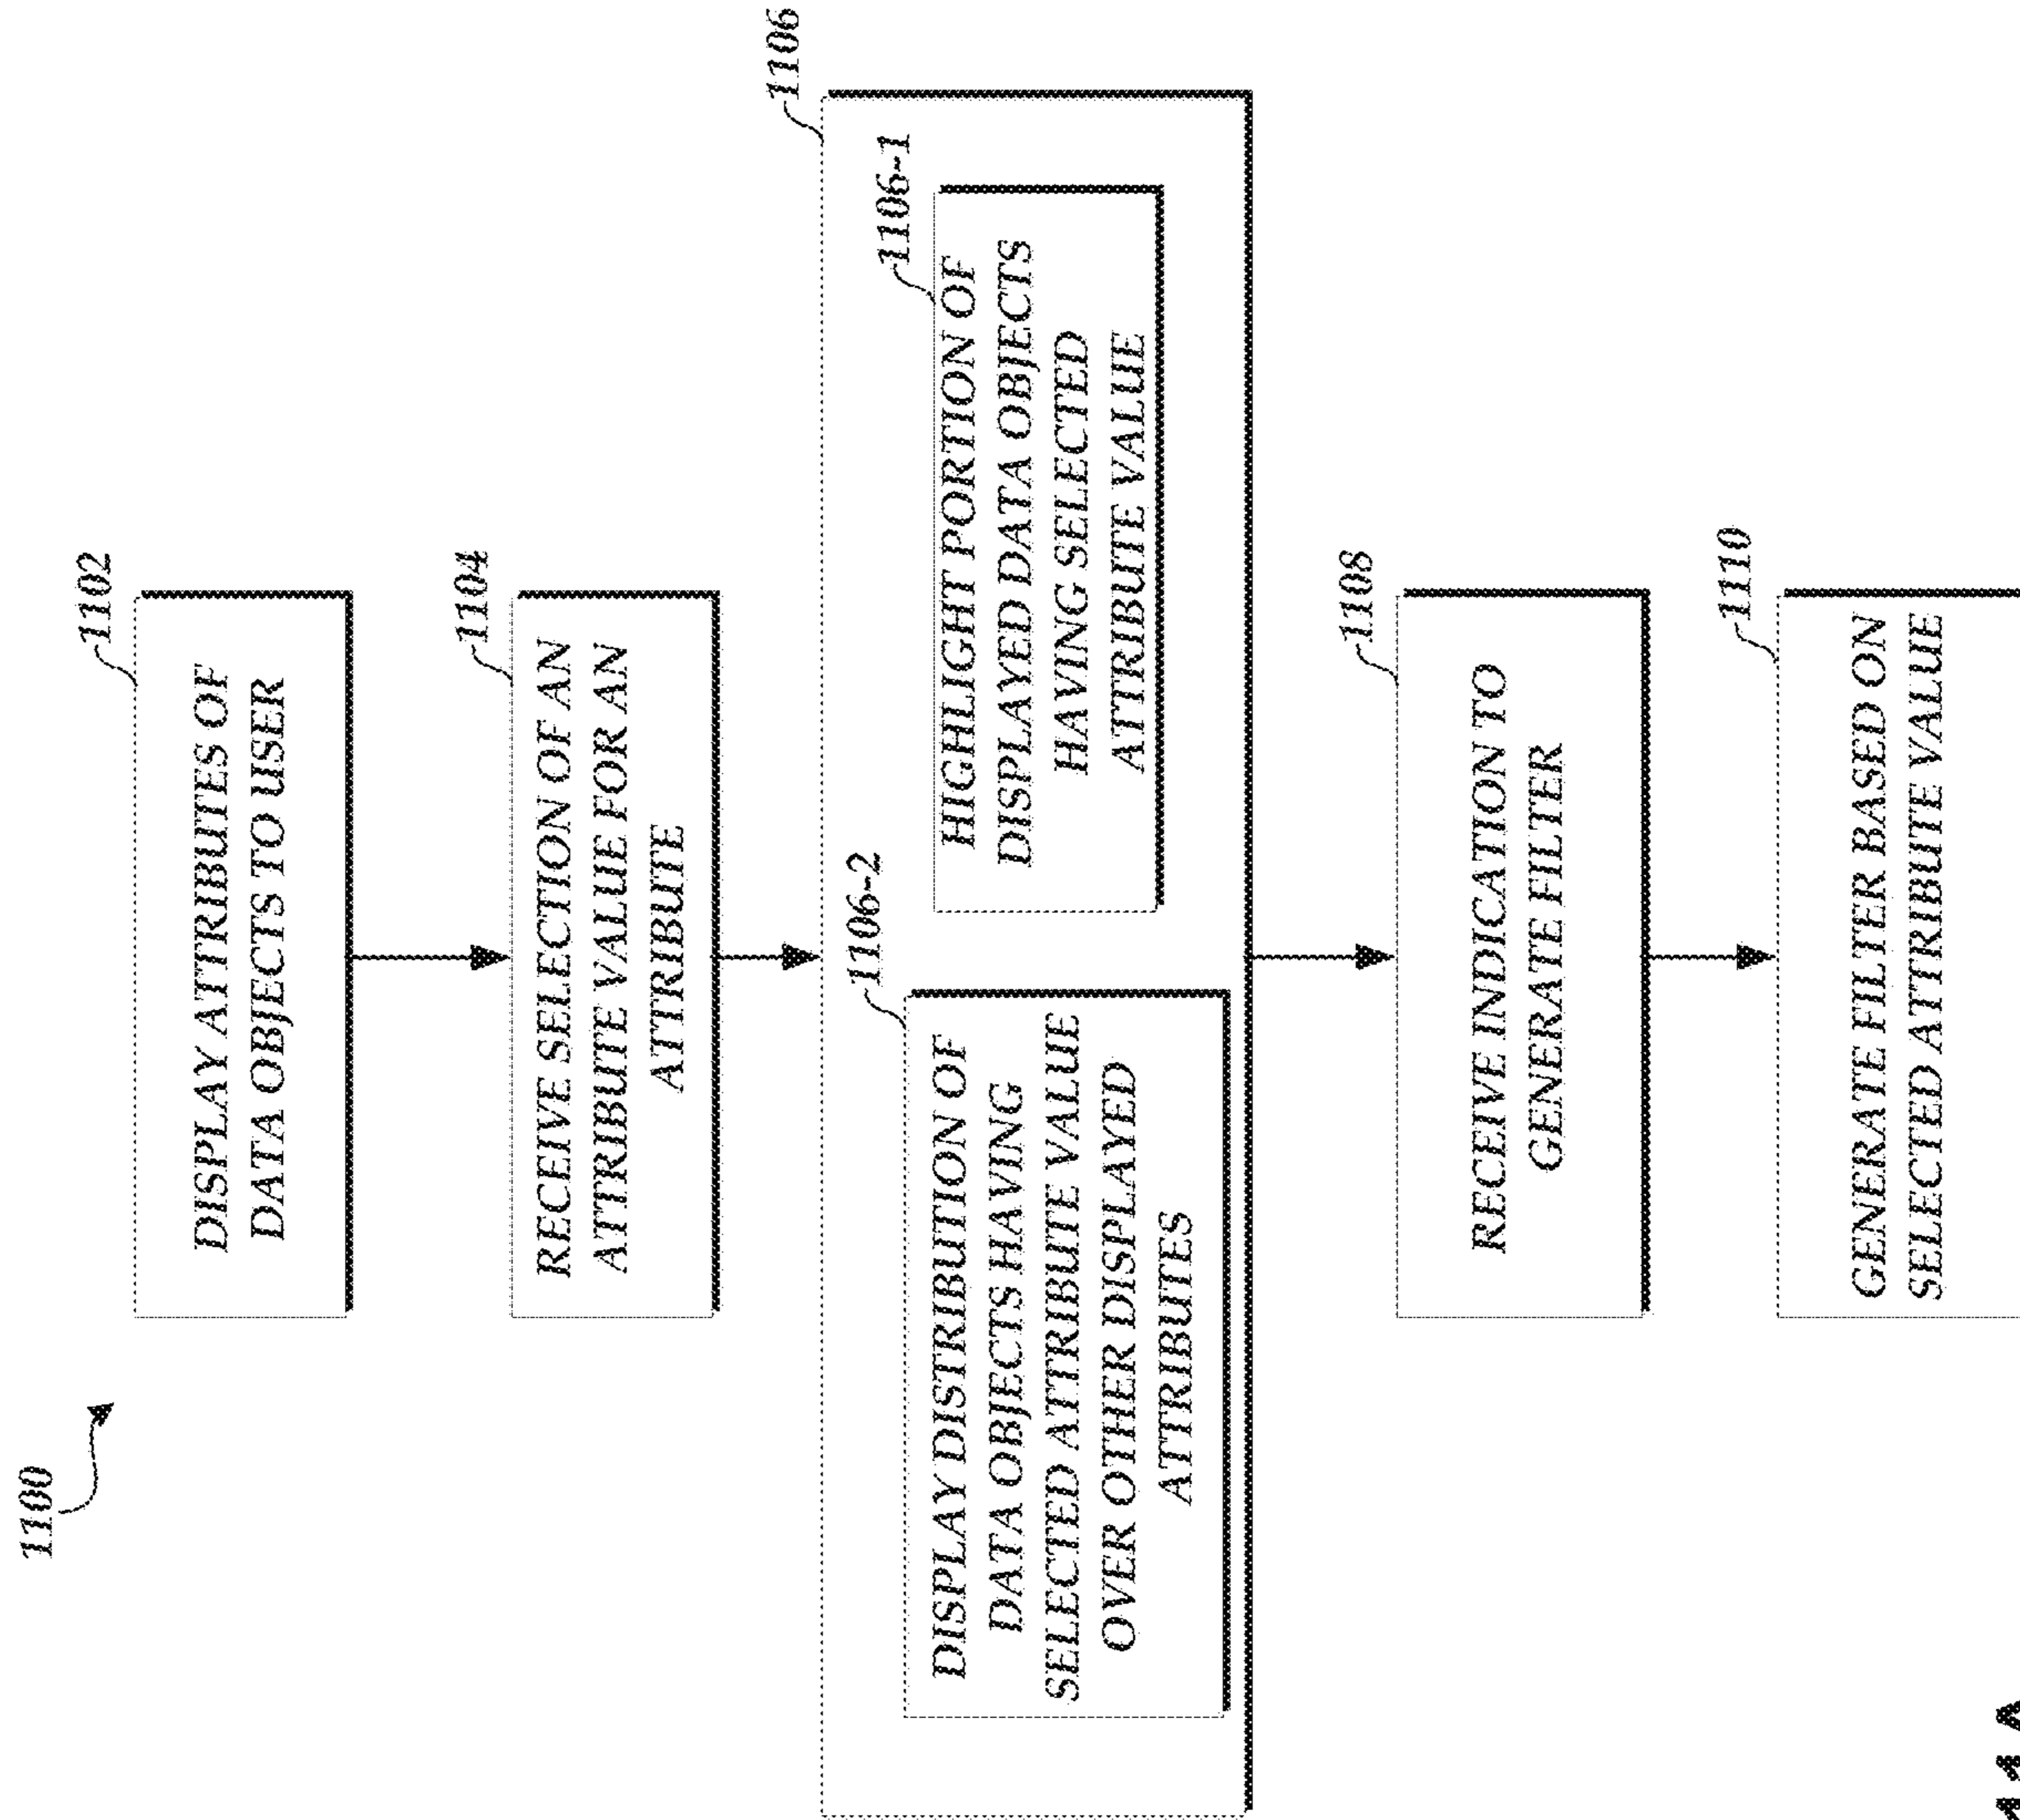 1100
1102
DISPLAY ATTRIBUTES OF
DATA OBJECTS TO USER
1104
RECEIVE SELECTION OF AN
ATTRIBUTE VALUE FOR AN
ATTRIBUTE
1106
1106-2
DISPLAY DISTRIBUTION OF
DATA OBJECTS HAVING
SELECTED ATTRIBUTE VALUE
OVER OTHER DISPLAYED
ATTRIBUTES
1106-1
HIGHLIGHT PORTION OF
DISPLAYED DATA OBJECTS
HAVING SELECTED
ATTRIBUTE VALUE
1108
RECEIVE INDICATION TO
GENERATE FILTER
1110
GENERATE FILTER BASED ON
SELECTED ATTRIBUTE VALUE